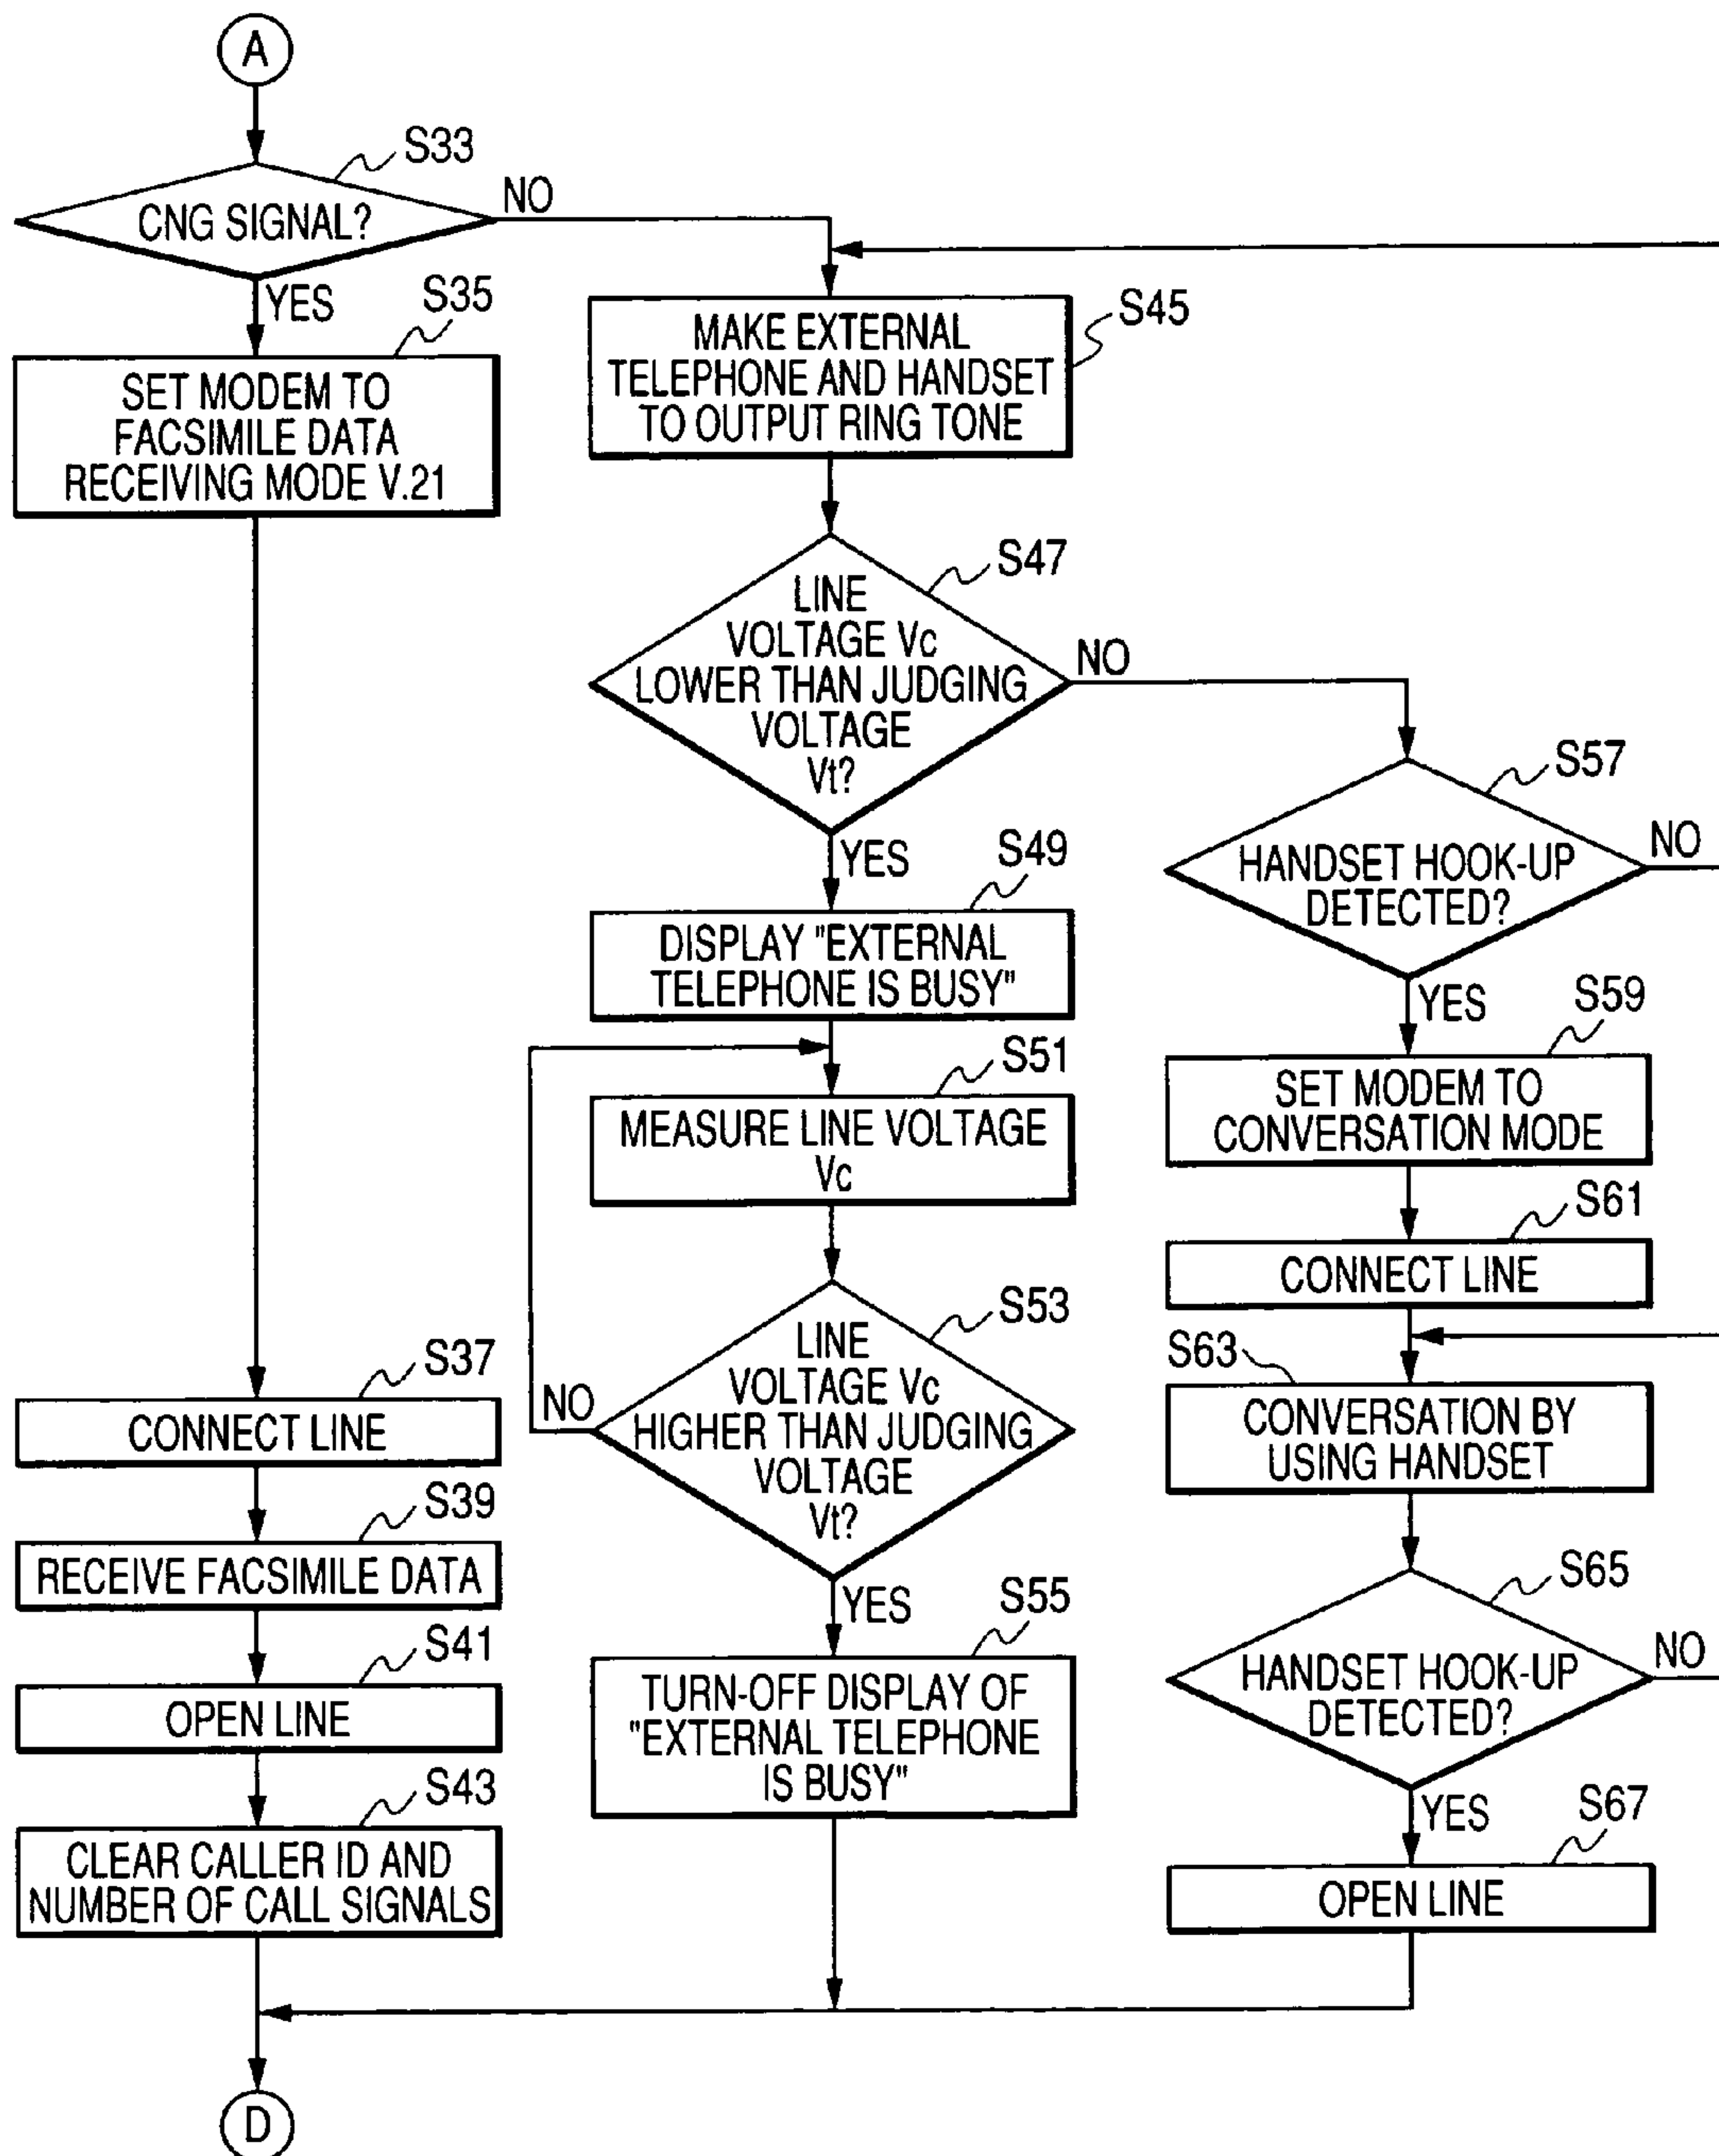 A
S33
CNG SIGNAL?
NO
YES
S35
SET MODEM TO
FACSIMILE DATA
RECEIVING MODE V.21
S45
MAKE EXTERNAL
TELEPHONE AND HANDSET
TO OUTPUT RING TONE
S47
LINE
VOLTAGE Vc
LOWER THAN JUDGING
VOLTAGE
Vt?
NO
YES
S49
DISPLAY "EXTERNAL
TELEPHONE IS BUSY"
S51
MEASURE LINE VOLTAGE
Vc
S53
LINE
VOLTAGE Vc
HIGHER THAN JUDGING
VOLTAGE
Vt?
NO
YES
S55
TURN-OFF DISPLAY OF
"EXTERNAL TELEPHONE
IS BUSY"
S57
HANDSET HOOK-UP
DETECTED?
NO
YES
S59
SET MODEM TO
CONVERSATION MODE
S61
CONNECT LINE
S63
CONVERSATION BY
USING HANDSET
S65
HANDSET HOOK-UP
DETECTED?
NO
YES
S67
OPEN LINE
S37
CONNECT LINE
S39
RECEIVE FACSIMILE DATA
S41
OPEN LINE
S43
CLEAR CALLER ID AND
NUMBER OF CALL SIGNALS
D